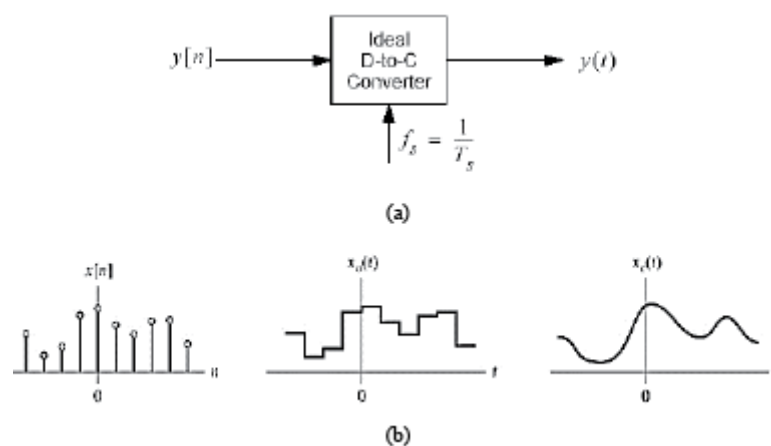 Ideal
D-to-C
Converter
y[n]
y(t)
f_s = 1/T_s
(a)
x[n]
n
0
x_d(t)
t
0
x_c(t)
0
(b)